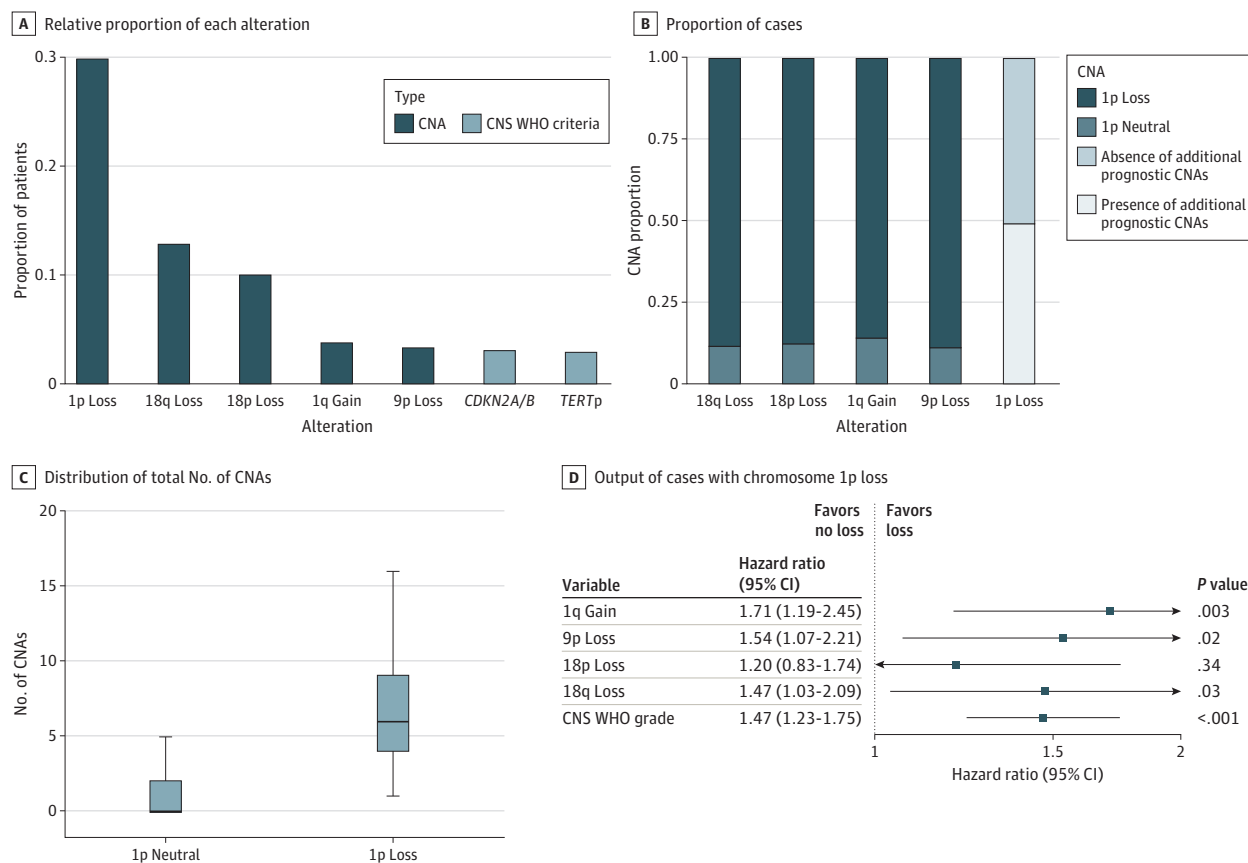 A Relative proportion of each alteration
Proportion of patients
0.3
0.2
0.1
0
Type
CNA CNS WHO criteria
1p Loss 18q Loss 18p Loss 1q Gain 9p Loss CDKN2A/B TERTp
Alteration
B Proportion of cases
CNA proportion
1.00
0.75
0.50
0.25
0
18q Loss 18p Loss 1q Gain 9p Loss 1p Loss
Alteration
CNA
1p Loss
1p Neutral
Absence of additional
prognostic CNAs
Presence of additional
prognostic CNAs
C Distribution of total No. of CNAs
No. of CNAs
20
15
10
5
0
1p Neutral 1p Loss
D Output of cases with chromosome 1p loss
Favors
no loss
Favors
loss
Variable
Hazard ratio
(95% CI)
P value
1q Gain 1.71 (1.19-2.45) .003
9p Loss 1.54 (1.07-2.21) .02
18p Loss 1.20 (0.83-1.74) .34
18q Loss 1.47 (1.03-2.09) .03
CNS WHO grade 1.47 (1.23-1.75) <.001
1 1.5 2
Hazard ratio (95% CI)